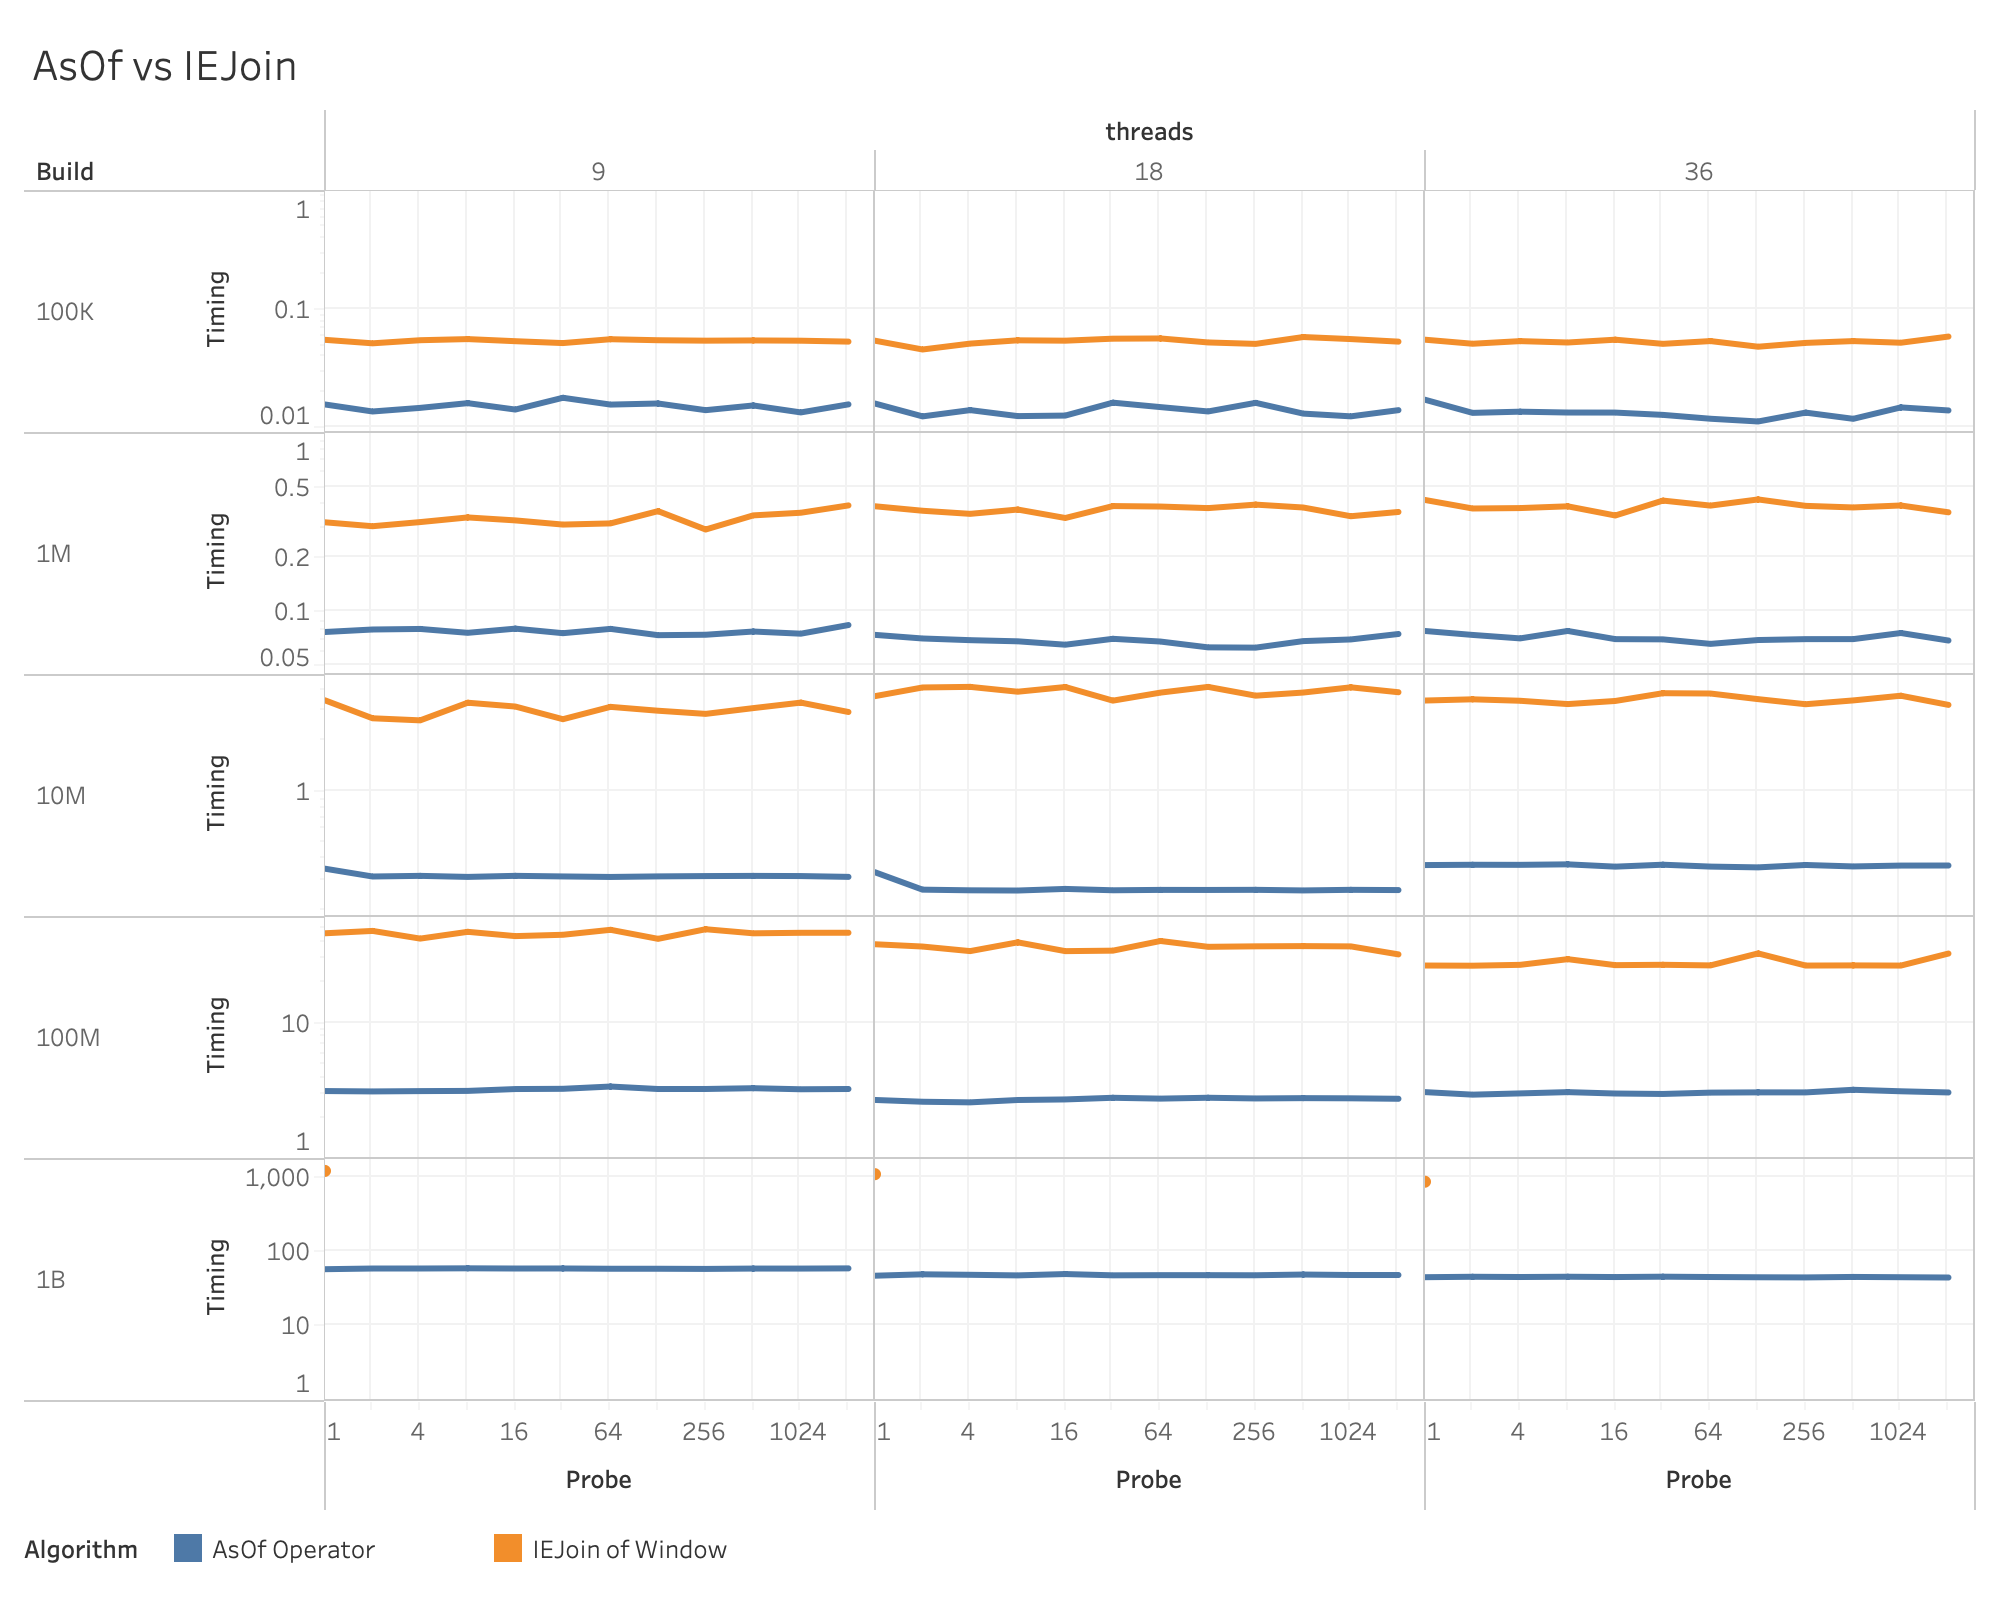 AsOf vs IEJoin
threads
Build 9 18 36
100K Timing 1 0.1 0.01
1M Timing 1 0.5 0.2 0.1 0.05
10M Timing 1
100M Timing 10 1
1B Timing 1,000 100 10 1
1 4 16 64 256 1024 1 4 16 64 256 1024 1 4 16 64 256 1024
Probe Probe Probe
Algorithm AsOf Operator IEJoin of Window